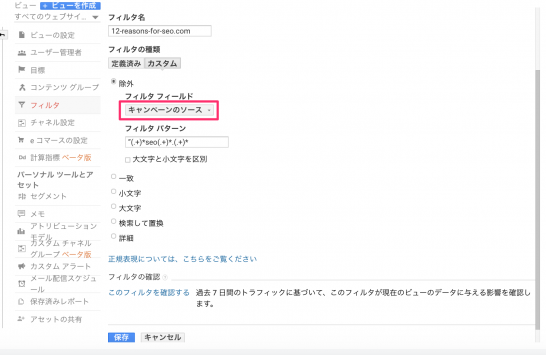 ビュー + ビューを作成
すべてのウェブサイ...
ビューの設定
ユーザー管理者
目標
コンテンツ グループ
フィルタ
チャネル設定
e コマースの設定
Dd 計算指標 ベータ版
パーソナル ツールとア
セット
セグメント
メモ
アトリビューション
モデル
カスタム チャネル
グループ ベータ版
カスタム アラート
メール配信スケジュ
ール
保存済みレポート
アセットの共有
フィルタ名
12-reasons-for-seo.com
フィルタの種類
定義済み カスタム
除外
フィルタ フィールド
キャンペーンのソース
フィルタ パターン
大文字と小文字を区別
一致
小文字
大文字
検索して置換
詳細
正規表現については、こちらをご覧ください
フィルタの確認
このフィルタを確認する 過去 7 日間のトラフィックに基づいて、このフィルタが現在のビューのデータに与える影響を確認し
ます。
保存 キャンセル